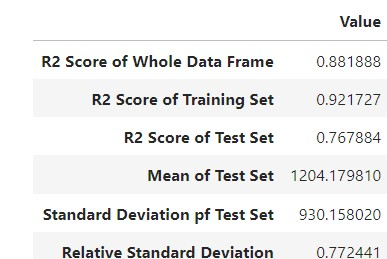 Value
R2 Score of Whole Data Frame 0.881888
R2 Score of Training Set 0.921727
R2 Score of Test Set 0.767884
Mean of Test Set 1204.179810
Standard Deviation pf Test Set 930.158020
Relative Standard Deviation 0.772441